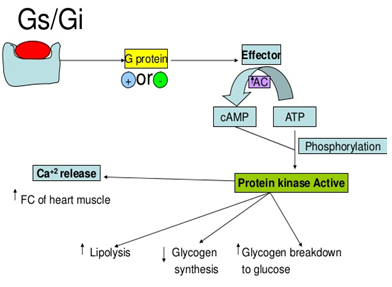 Gs/Gi
G protein
+ or -
Effector
↑AC
cAMP
ATP
Phosphorylation
Ca+2 release
Protein kinase Active
↑ FC of heart muscle
↑ Lipolysis
↓ Glycogen
synthesis
↑ Glycogen breakdown
to glucose